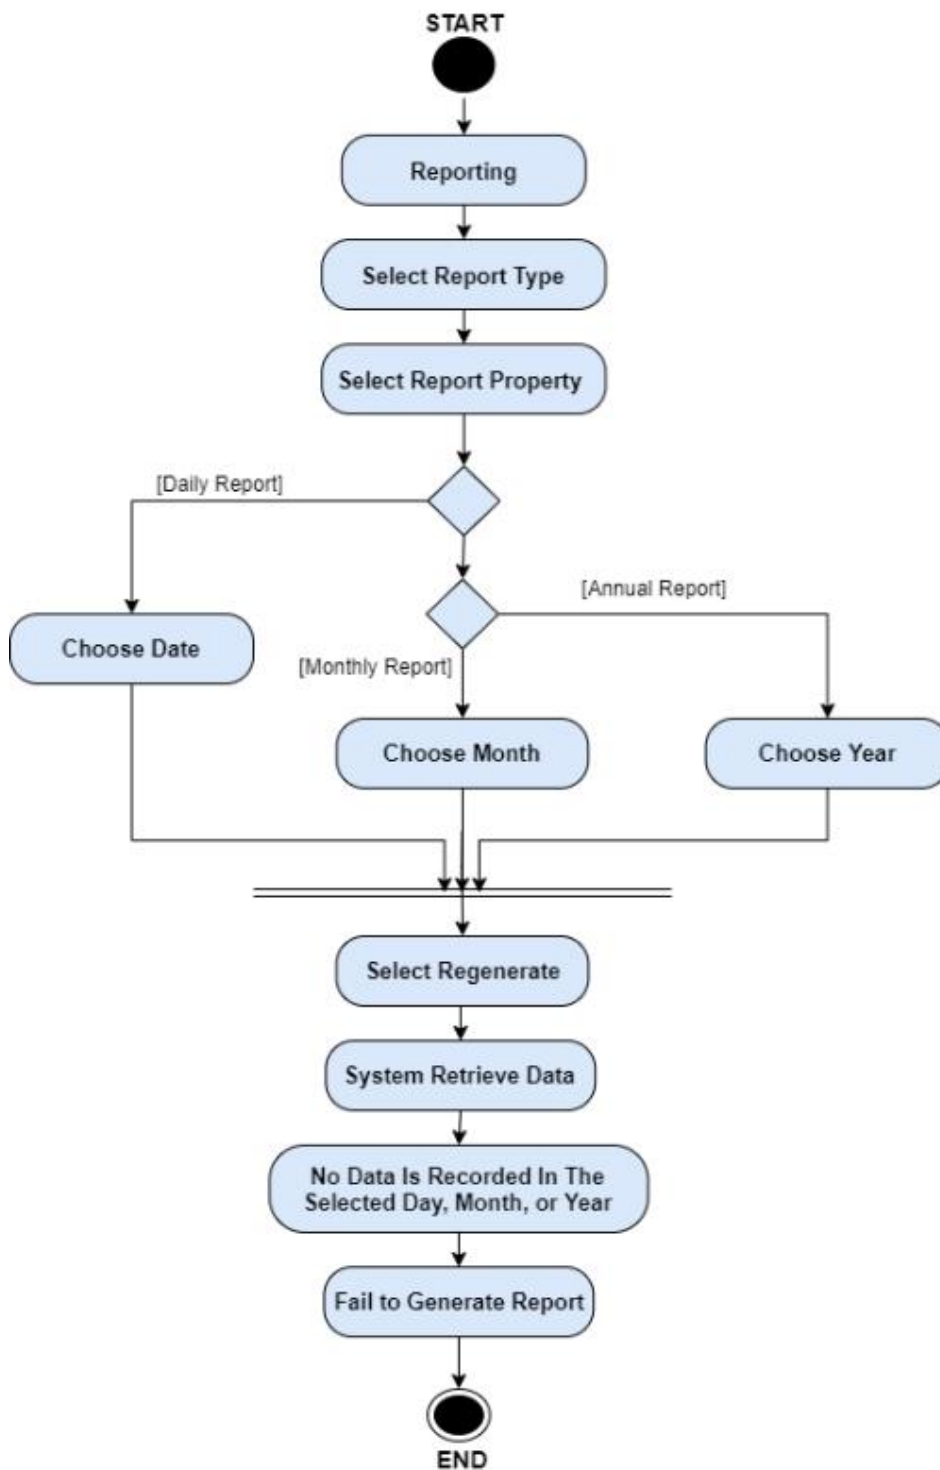 START
Reporting
Select Report Type
Select Report Property
[Daily Report]
[Annual Report]
Choose Date
[Monthly Report]
Choose Month
Choose Year
Select Regenerate
System Retrieve Data
No Data Is Recorded In The
Selected Day, Month, or Year
Fail to Generate Report
END